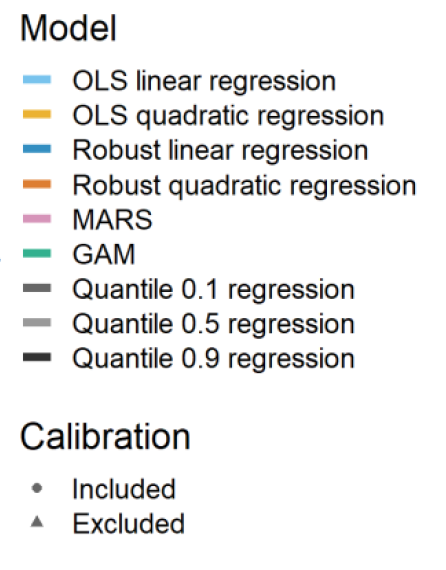 Model
OLS linear regression
OLS quadratic regression
Robust linear regression
Robust quadratic regression
MARS
GAM
Quantile 0.1 regression
Quantile 0.5 regression
Quantile 0.9 regression
Calibration
Included
Excluded